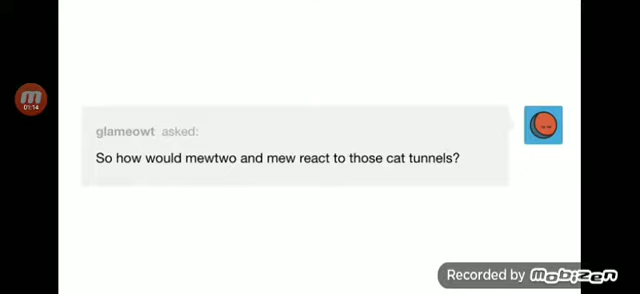 01:14
glameowt asked:
So how would mewtwo and mew react to those cat tunnels?
Recorded by mobizen